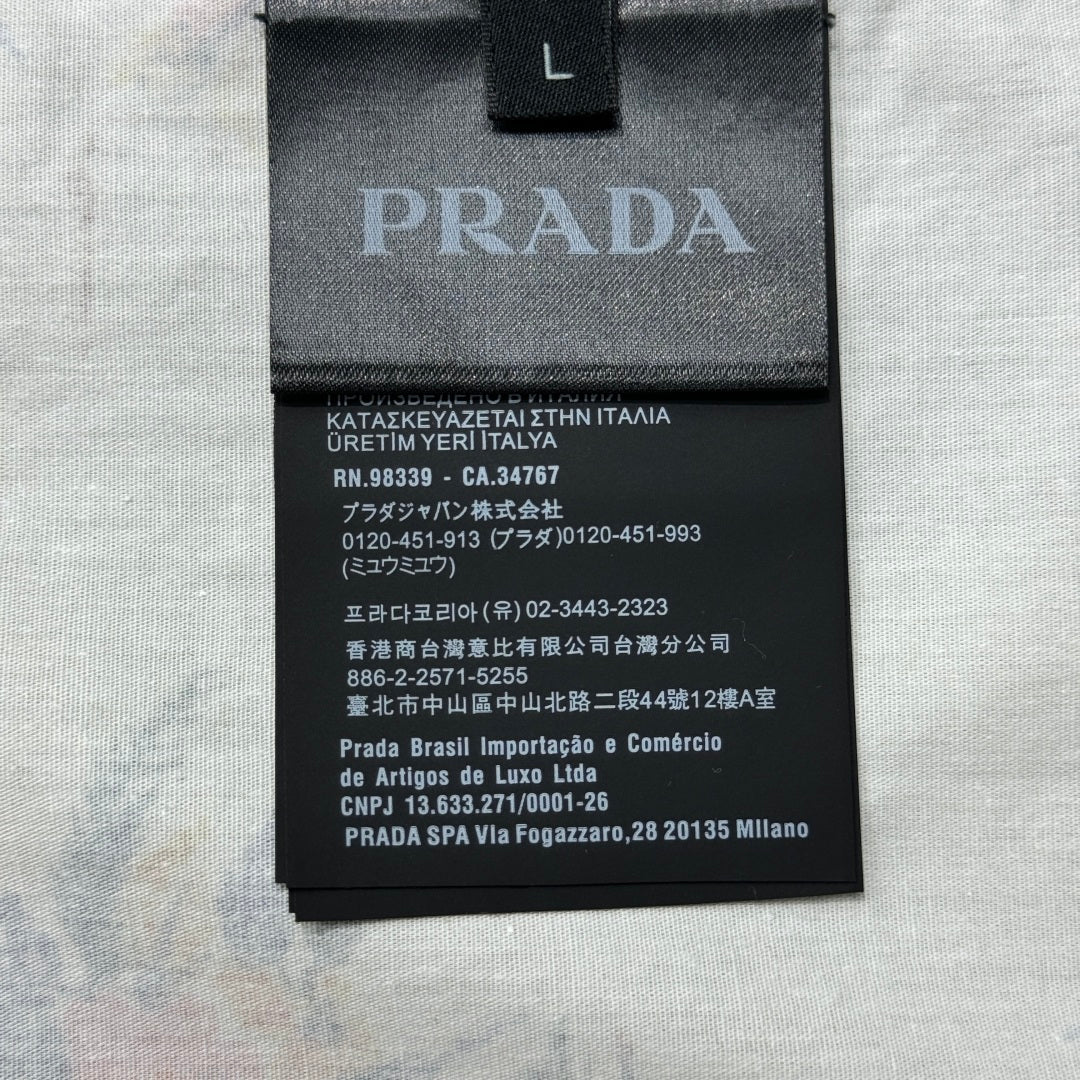 L
PRADA
ПРОИЗВЕДЕНО В ИТАЛИЯ
ΚΑΤΑΣΚΕΥΑΖΕΤΑΙ ΣΤΗΝ ΙΤΑΛΙΑ
ÜRETİM YERİ İTALYA
RN.98339 - CA.34767
プラダジャパン株式会社
0120-451-913 (プラダ)0120-451-993
(ミュウミュウ)
프라다코리아(유) 02-3443-2323
香港商台灣意比有限公司台灣分公司
886-2-2571-5255
臺北市中山區中山北路二段44號12樓A室
Prada Brasil Importação e Comércio
de Artigos de Luxo Ltda
CNPJ 13.633.271/0001-26
PRADA SPA VIa Fogazzaro,28 20135 MIlano